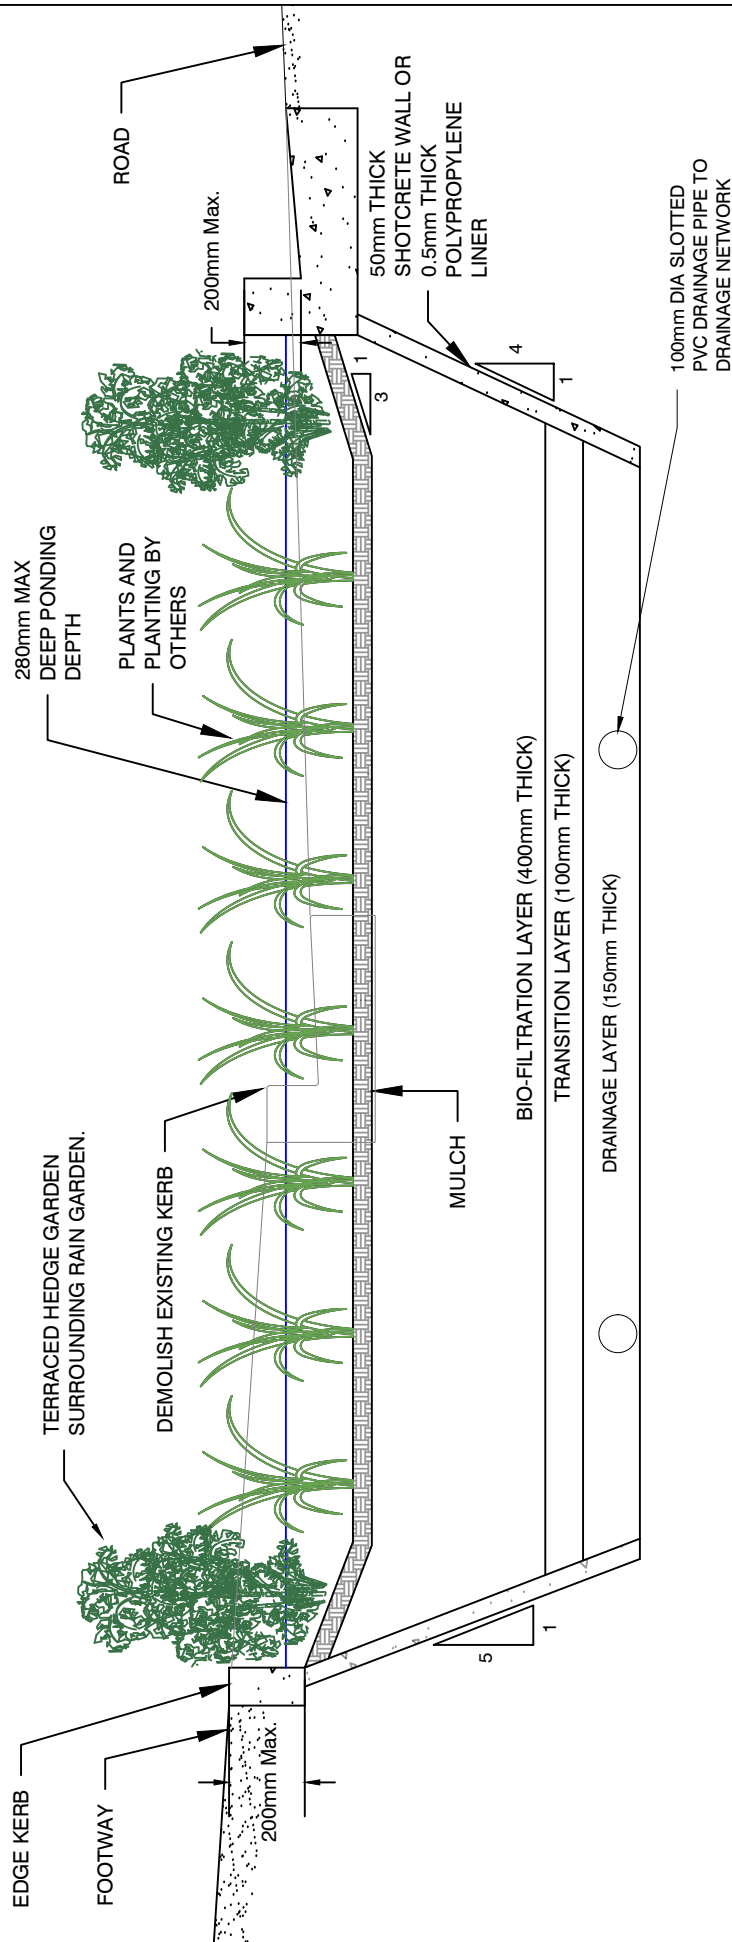 EDGE KERB
FOOTWAY
200mm Max.
TERRACED HEDGE GARDEN
SURROUNDING RAIN GARDEN.
DEMOLISH EXISTING KERB
280mm MAX
DEEP PONDING
DEPTH
PLANTS AND
PLANTING BY
OTHERS
ROAD
200mm Max.
50mm THICK
SHOTCRETE WALL OR
0.5mm THICK
POLYPROPYLENE
LINER
3
1
4
1
5
1
MULCH
BIO-FILTRATION LAYER (400mm THICK)
TRANSITION LAYER (100mm THICK)
DRAINAGE LAYER (150mm THICK)
100mm DIA SLOTTED
PVC DRAINAGE PIPE TO
DRAINAGE NETWORK